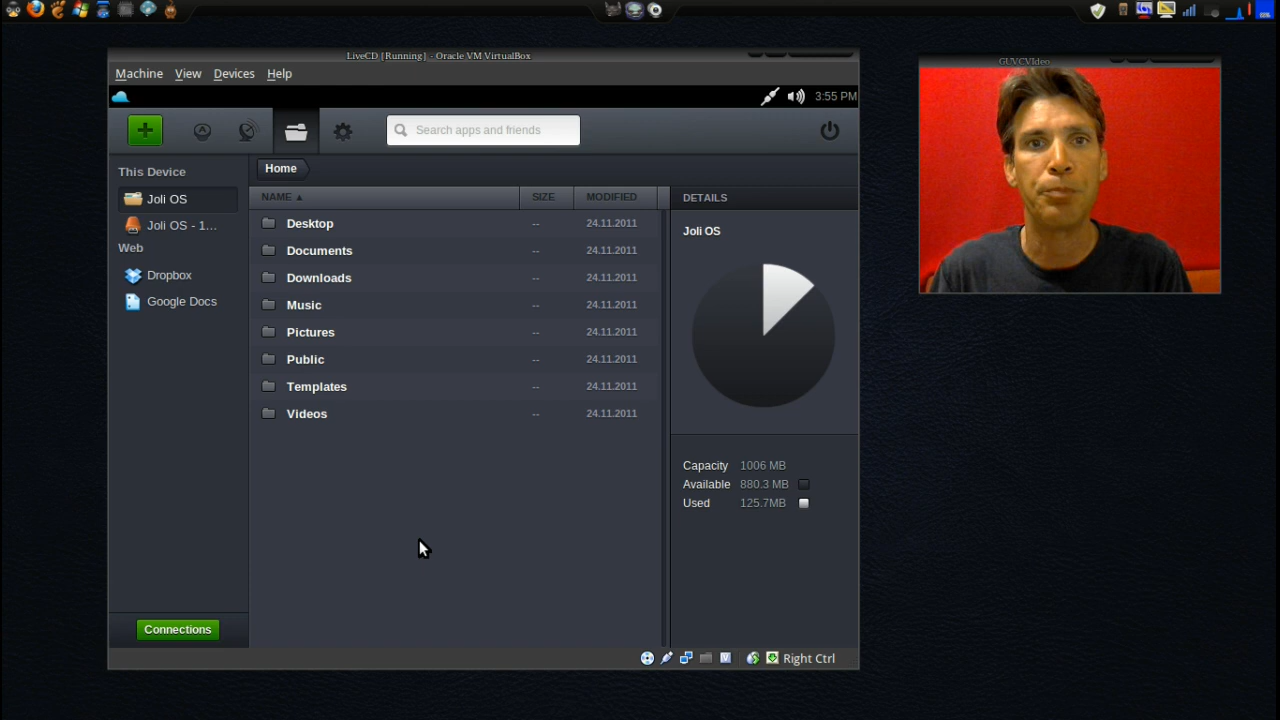 LiveCD [Running] - Oracle VM VirtualBox
GUVCVIdeo
Machine View Devices Help
3:55 PM
Search apps and friends
This Device
Joli OS
Joli OS - 1...
Web
Dropbox
Google Docs
Connections
Home
NAME ▲ SIZE MODIFIED
Desktop -- 24.11.2011
Documents -- 24.11.2011
Downloads -- 24.11.2011
Music -- 24.11.2011
Pictures -- 24.11.2011
Public -- 24.11.2011
Templates -- 24.11.2011
Videos -- 24.11.2011
DETAILS
Joli OS
Capacity 1006 MB
Available 880.3 MB
Used 125.7MB
Right Ctrl